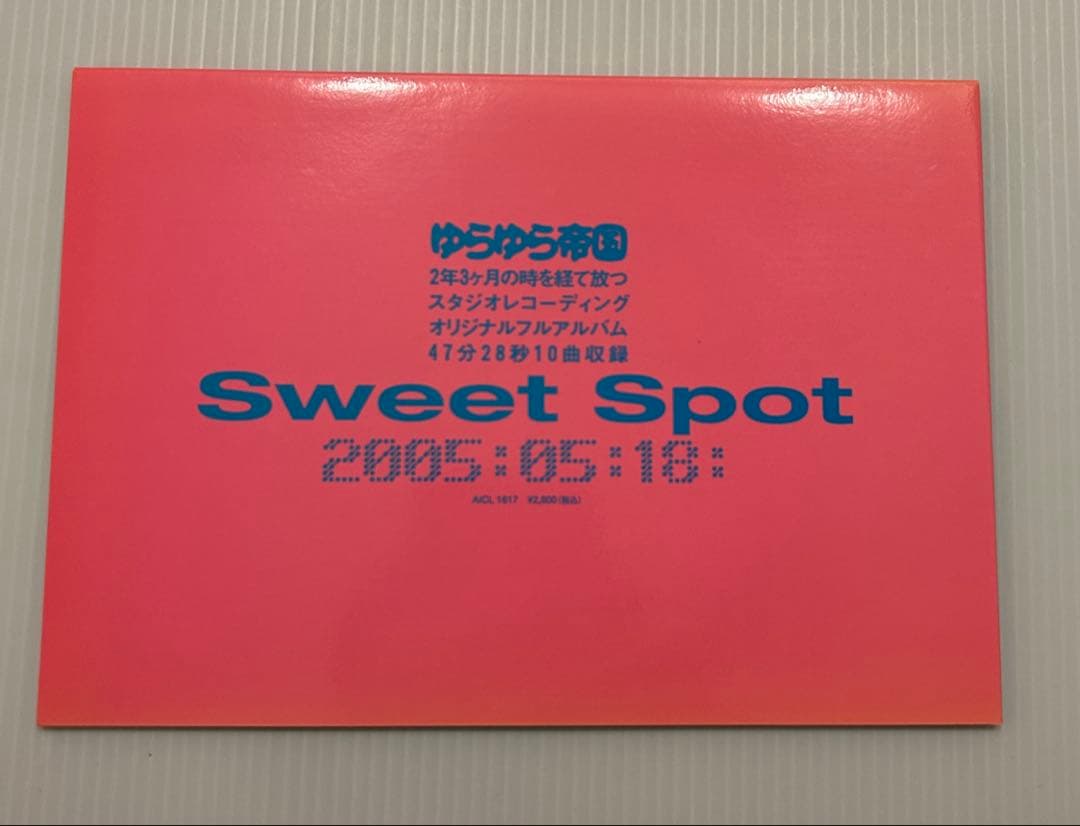 ゆらゆら帝国
2年3ヶ月の時を経て放つ
スタジオレコーディング
オリジナルフルアルバム
47分28秒10曲収録
Sweet Spot
2005:05:18:
AICL 1617 ¥2,800(税込)